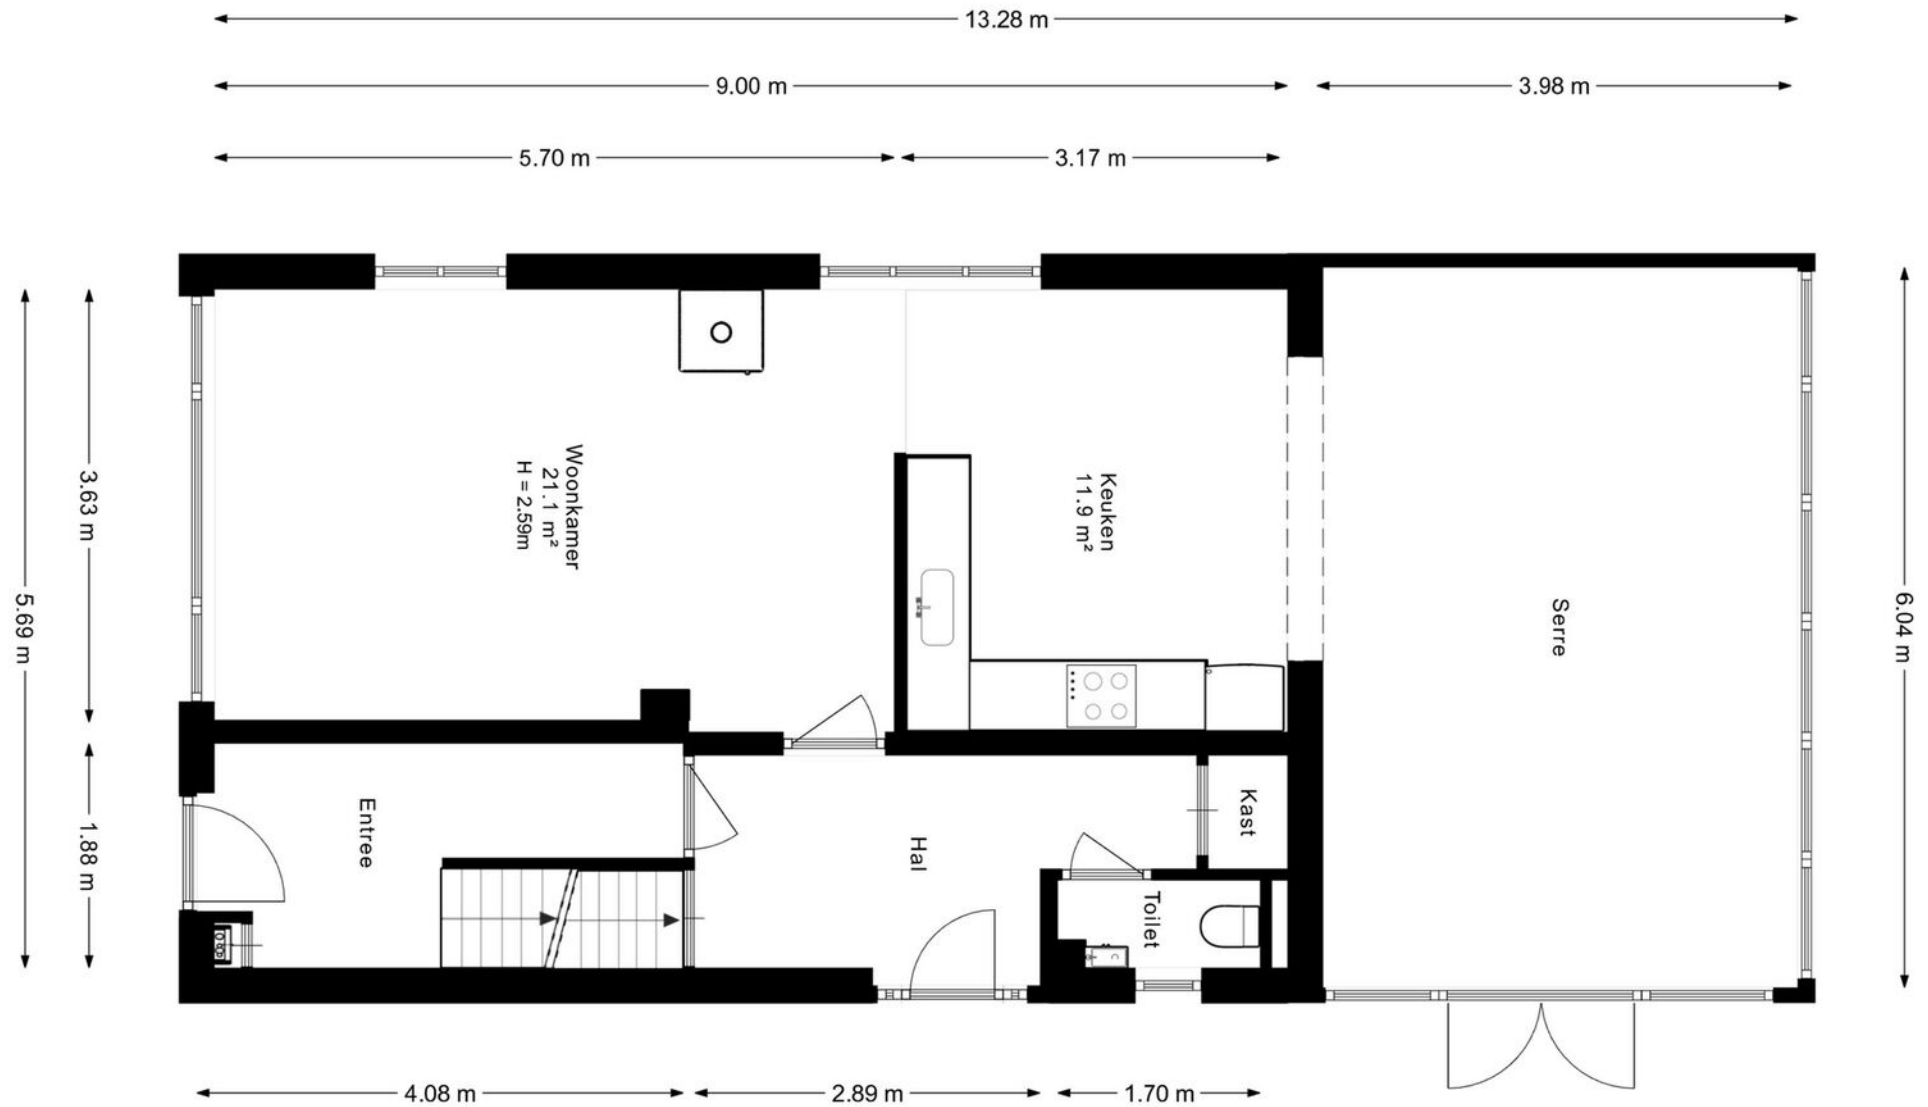 13.28 m
9.00 m
3.98 m
5.70 m
3.17 m
5.69 m
3.63 m
1.88 m
6.04 m
Woonkamer
21.1 m²
H = 2.59m
Keuken
11.9 m²
Serre
Entree
Hal
Kast
Toilet
4.08 m
2.89 m
1.70 m